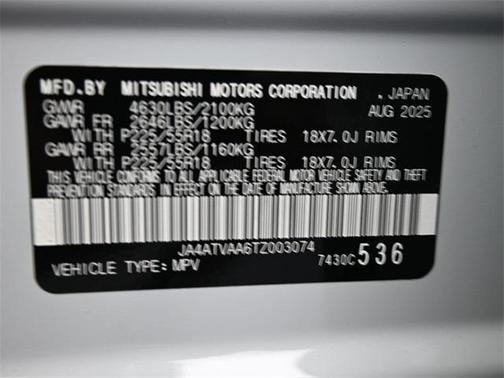 MFD.BY MITSUBISHI MOTORS CORPORATION . JAPAN
GVWR 4630LBS/2100KG AUG 2025
GAWR FR 2646LBS/1200KG
WITH P225/55R18 TIRES 18X7.0J RIMS
GAWR RR 2557LBS/1160KG
WITH P225/55R18 TIRES 18X7.0J RIMS
THIS VEHICLE CONFORMS TO ALL APPLICABLE FEDERAL MOTOR VEHICLE SAFETY AND THEFT
PREVENTION STANDARDS IN EFFECT ON THE DATE OF MANUFACTURE SHOWN ABOVE.
JA4ATVAA6TZ003074
VEHICLE TYPE: MPV 7430C 536